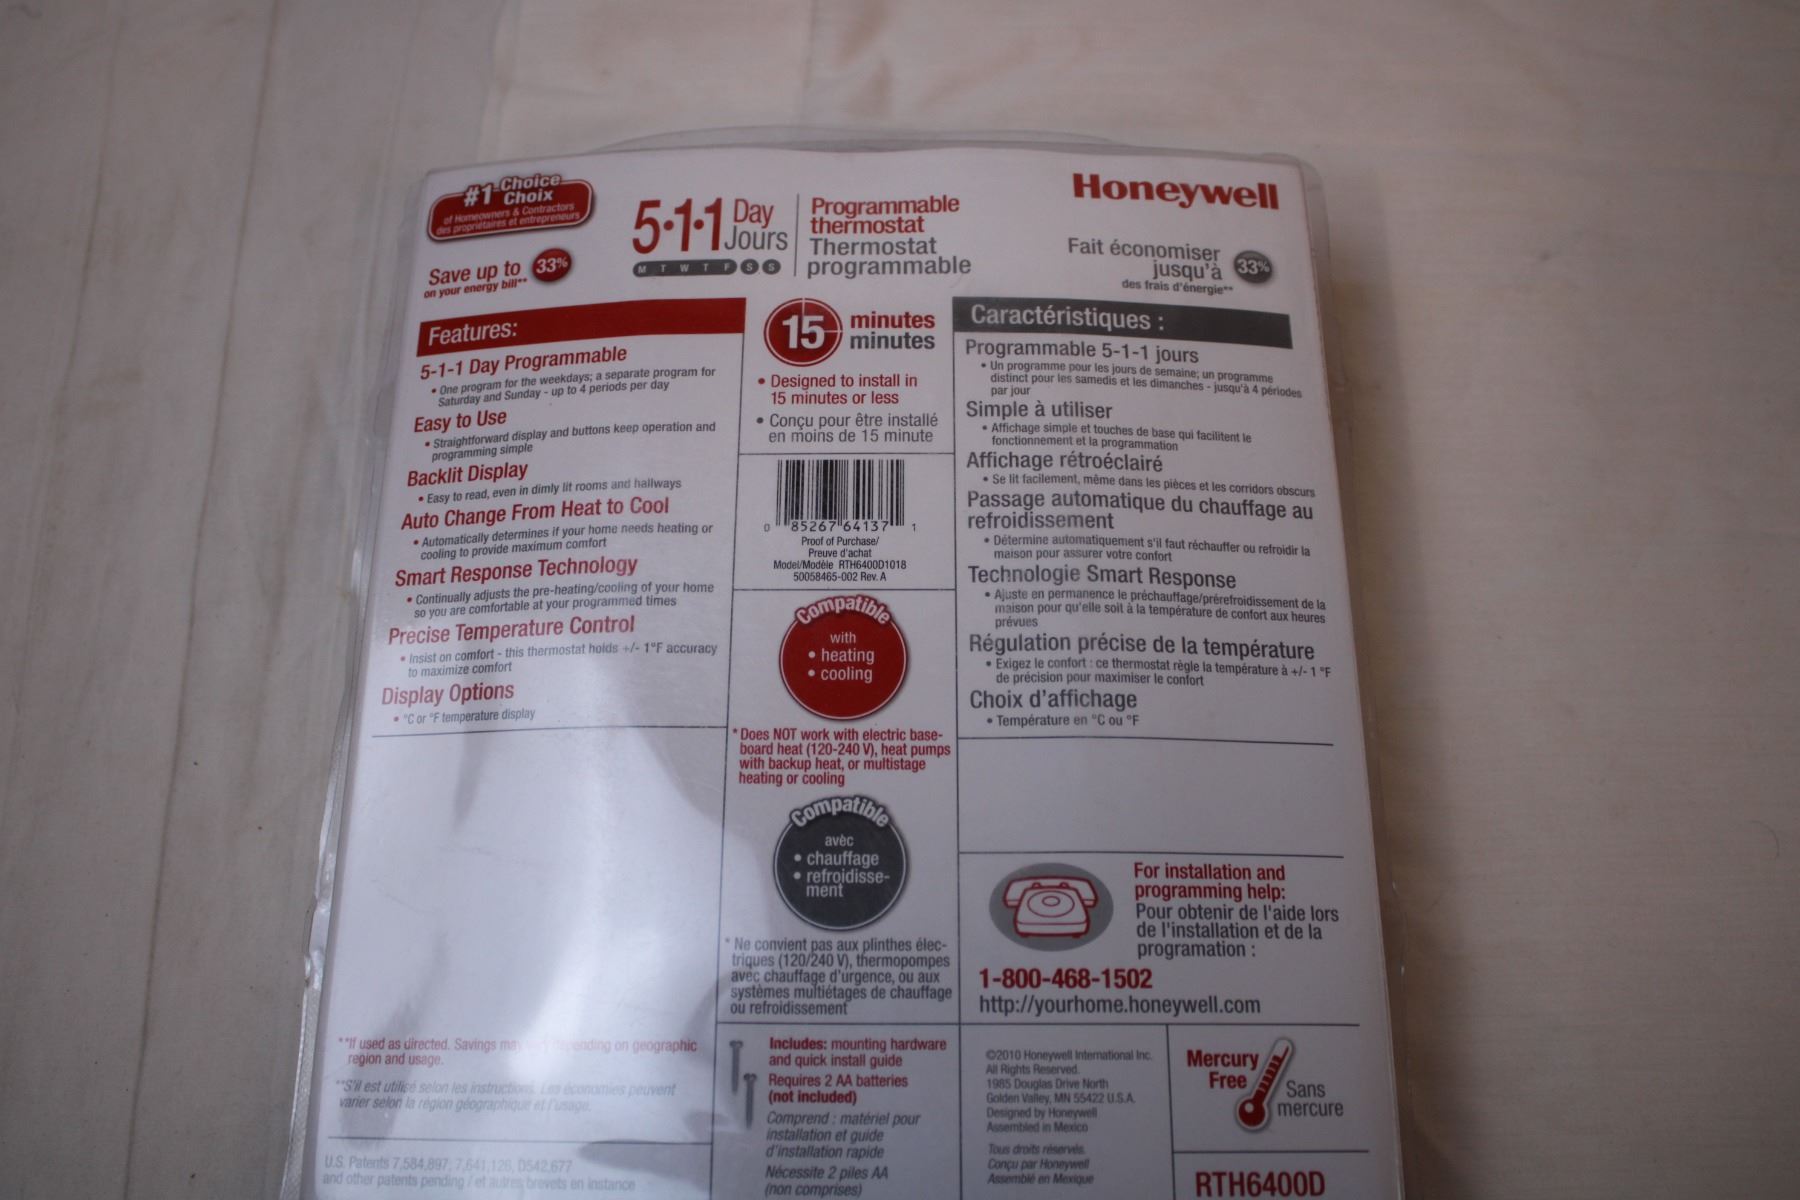 #1 Choice
Choix
of Homeowners & Contractors
des propriétaires et entrepreneurs
Save up to 33%
on your energy bill**
5·1·1 Day
Jours
M T W T F S S
Programmable
thermostat
Thermostat
programmable
Honeywell
Fait économiser
jusqu'à 33%
des frais d'énergie**
Features:
5-1-1 Day Programmable
• One program for the weekdays; a separate program for
Saturday and Sunday - up to 4 periods per day
Easy to Use
• Straightforward display and buttons keep operation and
programming simple
Backlit Display
• Easy to read, even in dimly lit rooms and hallways
Auto Change From Heat to Cool
• Automatically determines if your home needs heating or
cooling to provide maximum comfort
Smart Response Technology
• Continually adjusts the pre-heating/cooling of your home
so you are comfortable at your programmed times
Precise Temperature Control
• Insist on comfort - this thermostat holds +/- 1°F accuracy
to maximize comfort
Display Options
• °C or °F temperature display
**If used as directed. Savings may vary depending on geographic
region and usage.
**S'il est utilisé selon les instructions. Les économies peuvent
varier selon la région géographique et l'usage.
U.S. Patents 7,584,897; 7,641,126, D542,677
and other patents pending / et autres brevets en instance
15 minutes
minutes
• Designed to install in
15 minutes or less
• Conçu pour être installé
en moins de 15 minute
0 85267 64137 1
Proof of Purchase/
Preuve d'achat
Model/Modèle RTH6400D1018
50058465-002 Rev. A
Compatible
with
• heating
• cooling
* Does NOT work with electric base-
board heat (120-240 V), heat pumps
with backup heat, or multistage
heating or cooling
Compatible
avèc
• chauffage
• refroidisse-
ment
* Ne convient pas aux plinthes élec-
triques (120/240 V), thermopompes
avec chauffage d'urgence, ou aux
systèmes multiétages de chauffage
ou refroidissement
Includes: mounting hardware
and quick install guide
Requires 2 AA batteries
(not included)
Comprend : matériel pour
installation et guide
d'installation rapide
Nécessite 2 piles AA
(non comprises)
Caractéristiques :
Programmable 5-1-1 jours
• Un programme pour les jours de semaine; un programme
distinct pour les samedis et les dimanches - jusqu'à 4 périodes
par jour
Simple à utiliser
• Affichage simple et touches de base qui facilitent le
fonctionnement et la programmation
Affichage rétroéclairé
• Se lit facilement, même dans les pièces et les corridors obscurs
Passage automatique du chauffage au
refroidissement
• Détermine automatiquement s'il faut réchauffer ou refroidir la
maison pour assurer votre confort
Technologie Smart Response
• Ajuste en permanence le préchauffage/prérefroidissement de la
maison pour qu'elle soit à la température de confort aux heures
prévues
Régulation précise de la température
• Exigez le confort : ce thermostat règle la température à +/- 1 °F
de précision pour maximiser le confort
Choix d'affichage
• Température en °C ou °F
For installation and
programming help:
Pour obtenir de l'aide lors
de l'installation et de la
programation :
1-800-468-1502
http://yourhome.honeywell.com
©2010 Honeywell International Inc.
All Rights Reserved.
1985 Douglas Drive North
Golden Valley, MN 55422 U.S.A.
Designed by Honeywell
Assembled in Mexico
Tous droits réservés.
Conçu par Honeywell
Assemblé en Mexique
Mercury
Free
Sans
mercure
RTH6400D